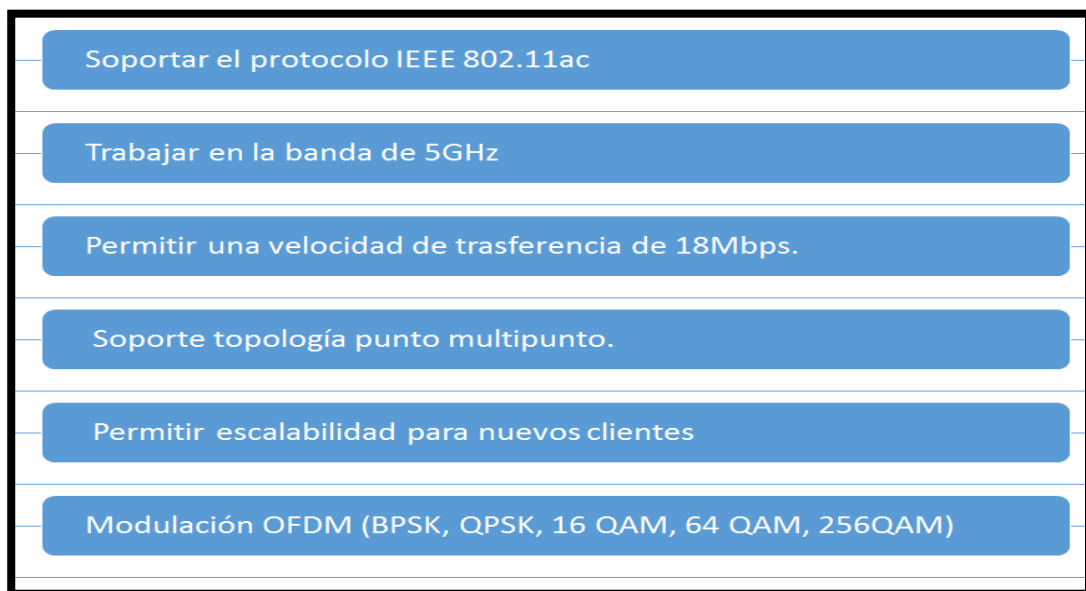 Soportar el protocolo IEEE 802.11ac
Trabajar en la banda de 5GHz
Permitir una velocidad de trasferencia de 18Mbps.
Soporte topología punto multipunto.
Permitir escalabilidad para nuevos clientes
Modulación OFDM (BPSK, QPSK, 16 QAM, 64 QAM, 256QAM)